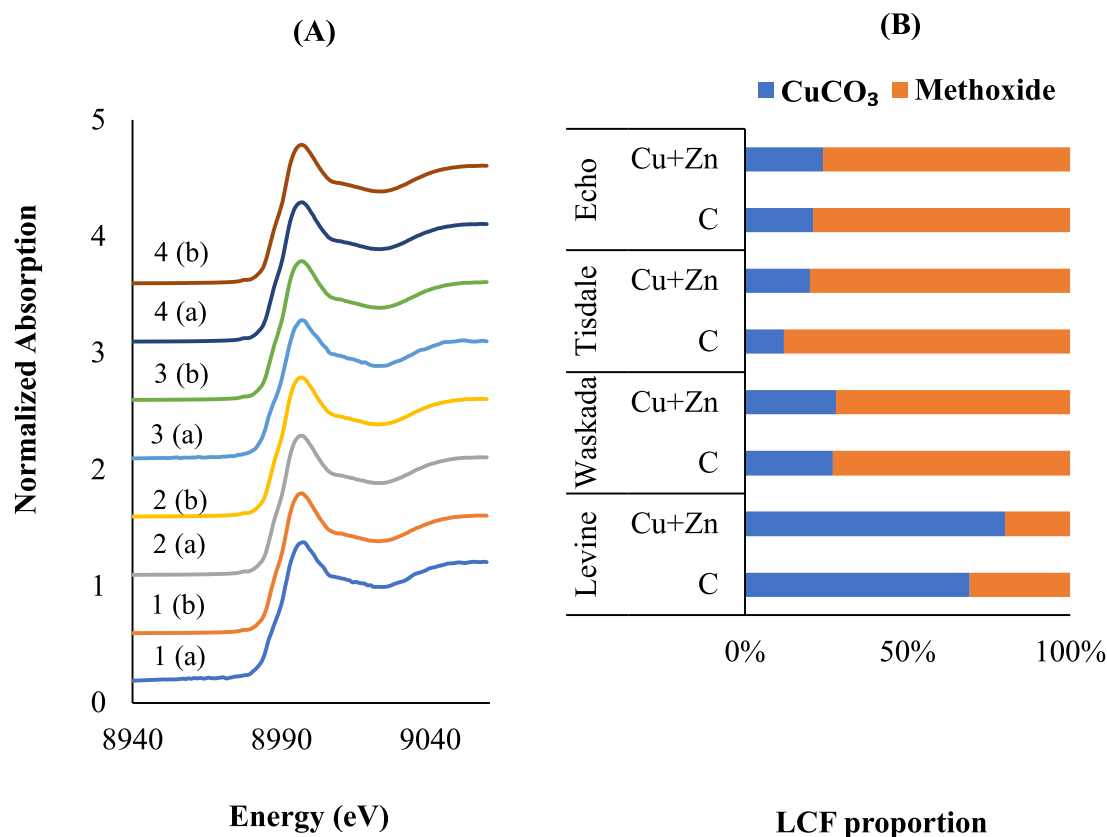 (A)
Normalized Absorption
5
4
3
2
1
0
4 (b)
4 (a)
3 (b)
3 (a)
2 (b)
2 (a)
1 (b)
1 (a)
8940 8990 9040
Energy (eV)
(B)
CuCO₃ Methoxide
Echo
Cu+Zn
C
Tisdale
Cu+Zn
C
Waskada
Cu+Zn
C
Levine
Cu+Zn
C
0% 50% 100%
LCF proportion